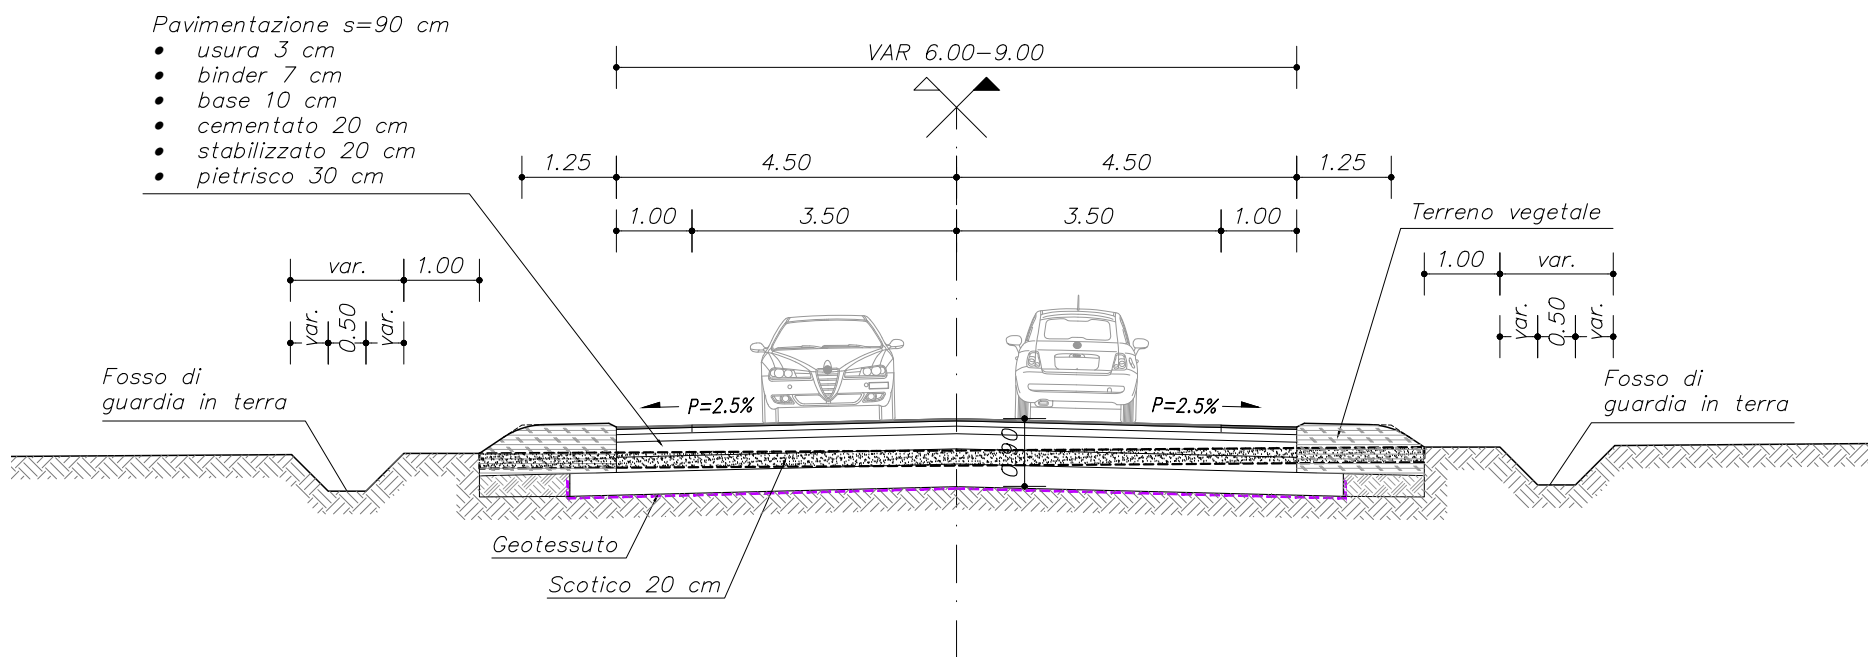 Pavimentazione s=90 cm
• usura 3 cm
• binder 7 cm
• base 10 cm
• cementato 20 cm
• stabilizzato 20 cm
• pietrisco 30 cm
VAR 6.00-9.00
1.25 4.50 4.50 1.25
1.00 3.50 3.50 1.00
Terreno vegetale
var. 1.00
1.00 var.
var. 0.50 var.
var. 0.50 var.
Fosso di
guardia in terra
Fosso di
guardia in terra
P=2.5% P=2.5%
0.90
Geotessuto
Scotico 20 cm